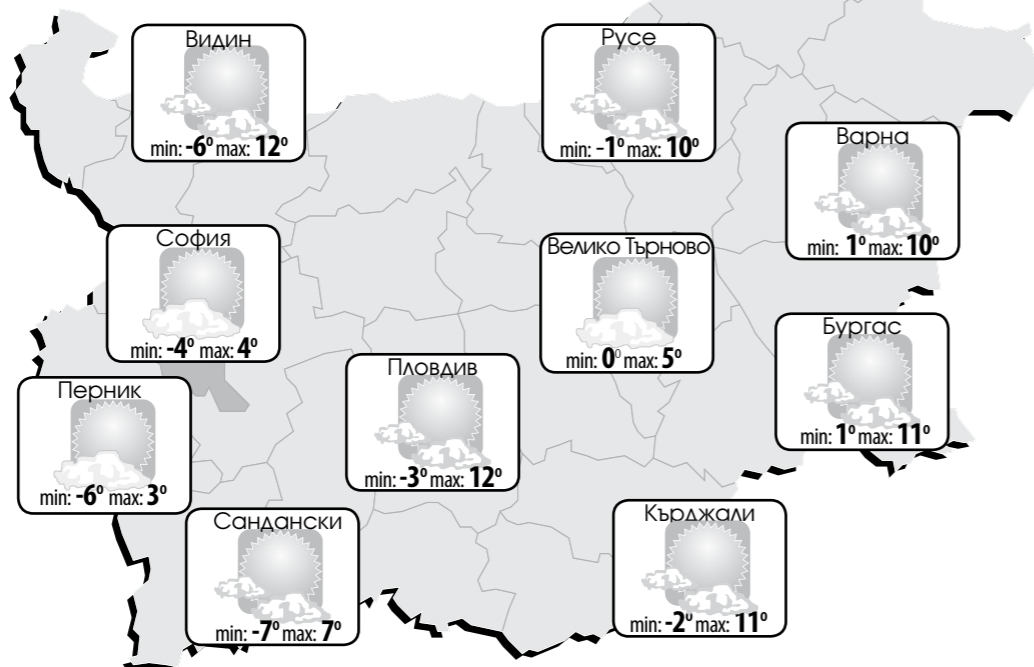 Видин
min: -6° max: 12°
Русе
min: -1° max: 10°
Варна
min: 1° max: 10°
София
min: -4° max: 4°
Велико Търново
min: 0° max: 5°
Бургас
min: 1° max: 11°
Пловдив
min: -3° max: 12°
Перник
min: -6° max: 3°
Сандански
min: -7° max: 7°
Кърджали
min: -2° max: 11°